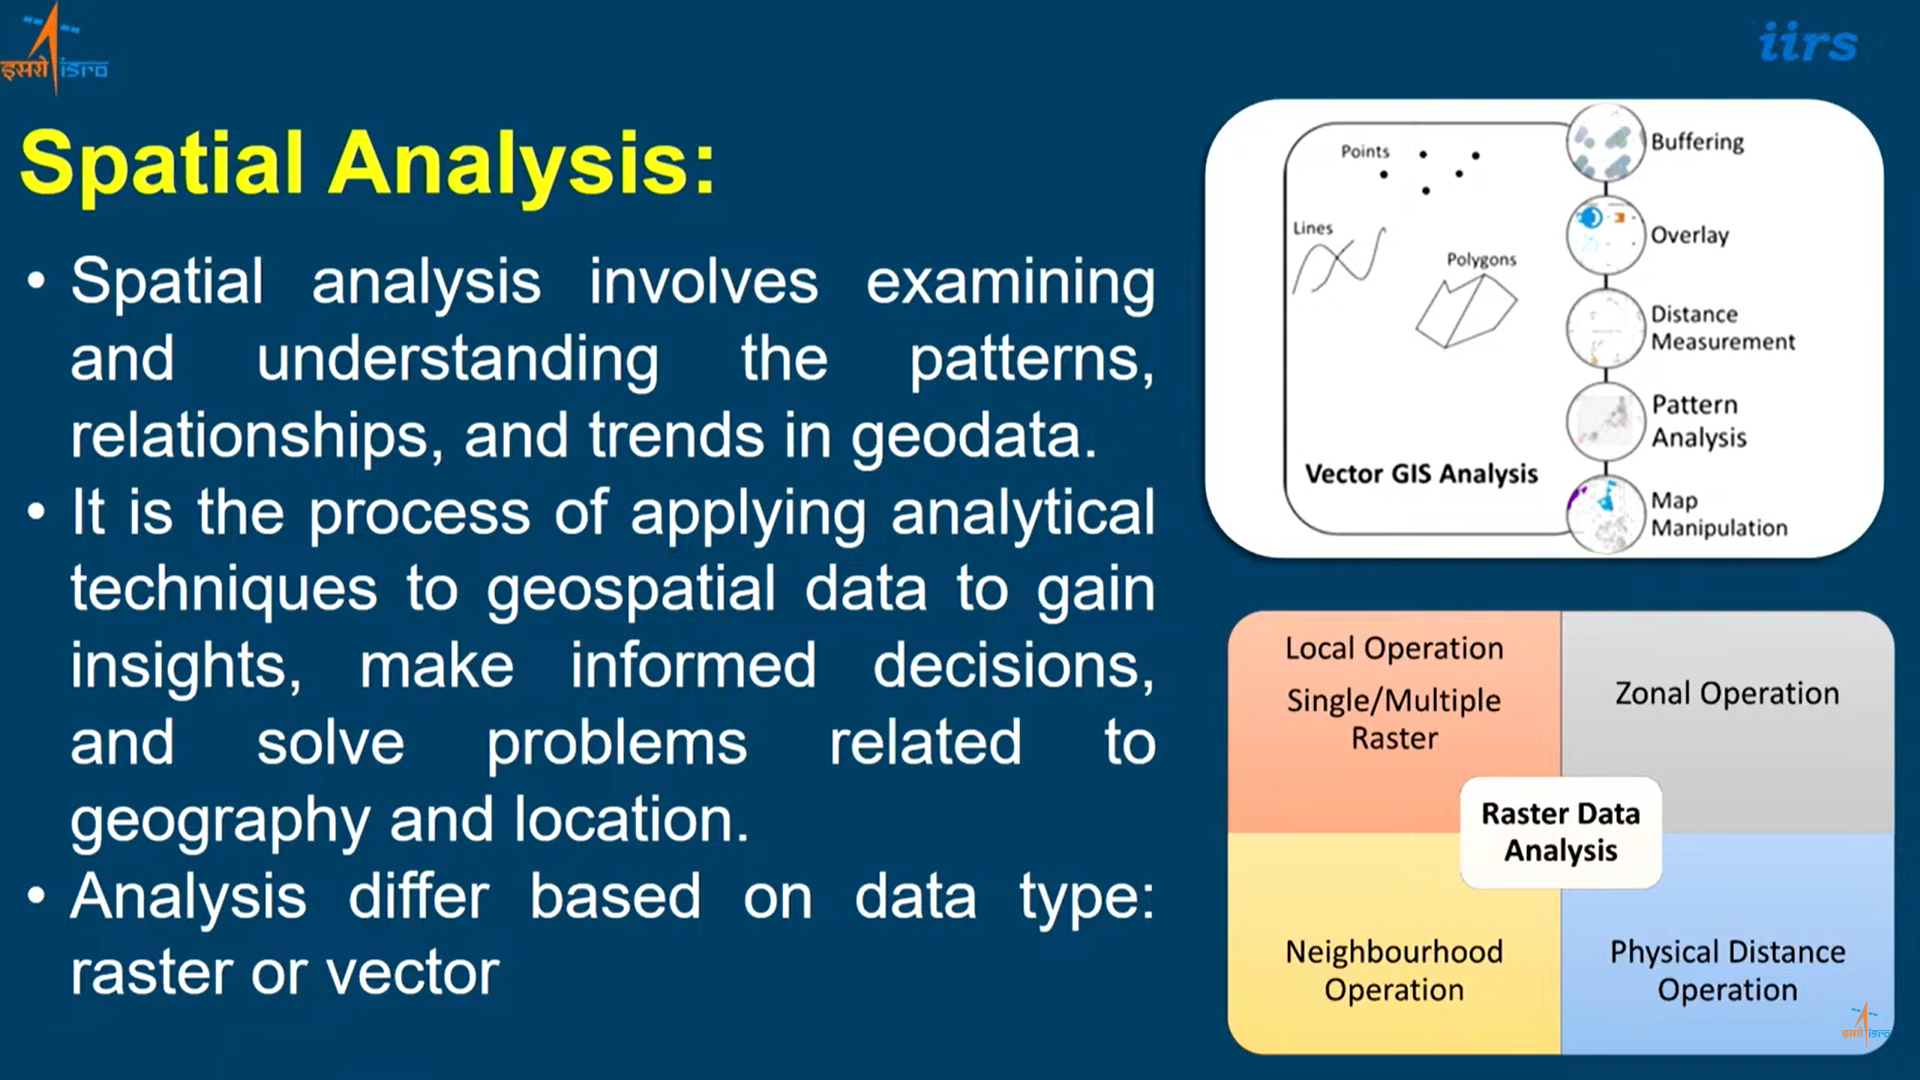 इसरो isro
iirs
Spatial Analysis:
• Spatial analysis involves examining
and understanding the patterns,
relationships, and trends in geodata.
• It is the process of applying analytical
techniques to geospatial data to gain
insights, make informed decisions,
and solve problems related to
geography and location.
• Analysis differ based on data type:
raster or vector
Points
Lines
Polygons
Vector GIS Analysis
Buffering
Overlay
Distance
Measurement
Pattern
Analysis
Map
Manipulation
Local Operation
Single/Multiple
Raster
Zonal Operation
Raster Data
Analysis
Neighbourhood
Operation
Physical Distance
Operation
इसरो isro